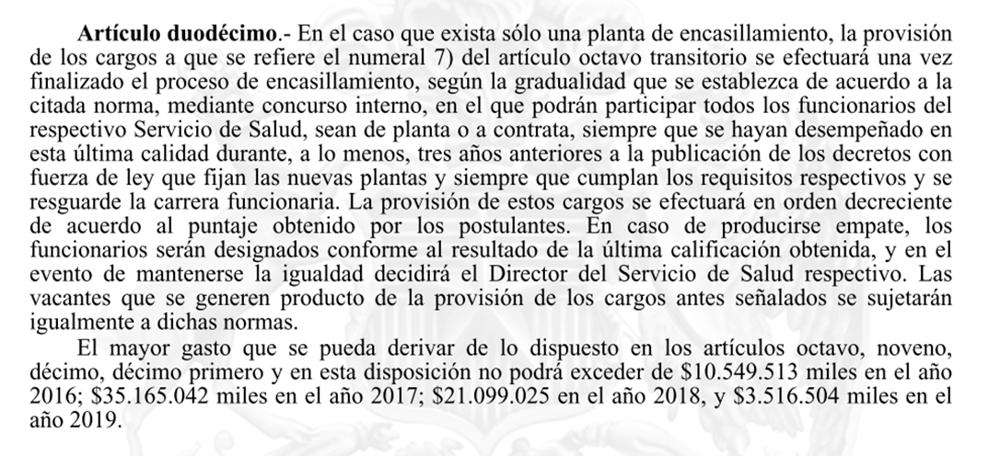 Artículo duodécimo.- En el caso que exista sólo una planta de encasillamiento, la provisión
de los cargos a que se refiere el numeral 7) del artículo octavo transitorio se efectuará una vez
finalizado el proceso de encasillamiento, según la gradualidad que se establezca de acuerdo a la
citada norma, mediante concurso interno, en el que podrán participar todos los funcionarios del
respectivo Servicio de Salud, sean de planta o a contrata, siempre que se hayan desempeñado en
esta última calidad durante, a lo menos, tres años anteriores a la publicación de los decretos con
fuerza de ley que fijan las nuevas plantas y siempre que cumplan los requisitos respectivos y se
resguarde la carrera funcionaria. La provisión de estos cargos se efectuará en orden decreciente
de acuerdo al puntaje obtenido por los postulantes. En caso de producirse empate, los
funcionarios serán designados conforme al resultado de la última calificación obtenida, y en el
evento de mantenerse la igualdad decidirá el Director del Servicio de Salud respectivo. Las
vacantes que se generen producto de la provisión de los cargos antes señalados se sujetarán
igualmente a dichas normas.
El mayor gasto que se pueda derivar de lo dispuesto en los artículos octavo, noveno,
décimo, décimo primero y en esta disposición no podrá exceder de $10.549.513 miles en el año
2016; $35.165.042 miles en el año 2017; $21.099.025 en el año 2018, y $3.516.504 miles en el
año 2019.